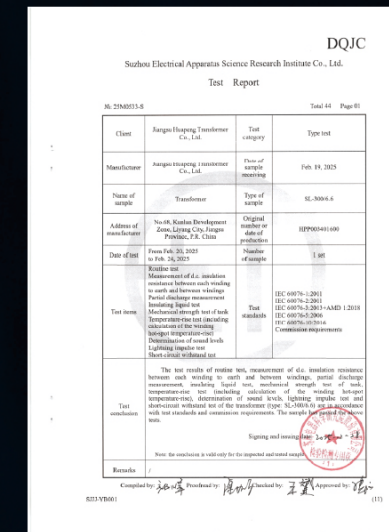 DQJC
Suzhou Electrical Apparatus Science Research Institute Co., Ltd.
Test Report
Total 44 Page 01
Client
Jiangsu Huapeng Transformer
Co., Ltd.
Test
category
Type test
Manufacturer
Jiangsu Huapeng Transformer
Co., Ltd.
Date of
sample
receiving
Feb. 19, 2025
Name of
sample
Transformer
Type of
sample
SL-300/6.6
Address of
manufacturer
No.68, Kunlun Development
Zone, Liyang City, Jiangsu
Province, P.R. China
Original
number or
date of
production
HPP003401600
Date of test
From Feb. 20, 2025
to Feb. 24, 2025
Number
of sample
1 set
Test items
Routine test
Measurement of d.c. insulation
resistance between each winding
to earth and between windings
Partial discharge measurement
Insulating liquid test
Mechanical strength test of tank
Temperature-rise test (including
calculation of the winding
hot-spot temperature-rise)
Determination of sound levels
Lightning impulse test
Short-circuit withstand test
Test
standards
IEC 60076-1:2011
IEC 60076-2:2011
IEC 60076-3:2013+AMD 1:2018
IEC 60076-5:2006
IEC 60076-10:2016
Commission requirements
Test
conclusion
The test results of routine test, measurement of d.c. insulation resistance
between each winding to earth and between windings, partial discharge
measurement, insulating liquid test, mechanical strength test of tank,
temperature-rise test (including calculation of the winding hot-spot
temperature-rise), determination of sound levels, lightning impulse test and
short-circuit withstand test of the transformer (type: SL-300/6.6) are in accordance
with test standards and commission requirements. The sample has passed the above
tests.
Signing and issuing date:
Note: the conclusion is valid only for the inspected and tested sample.
Remarks
/
Compiled by: Proofread by: Checked by: Approved by:
SJJJ-YB001
(11)